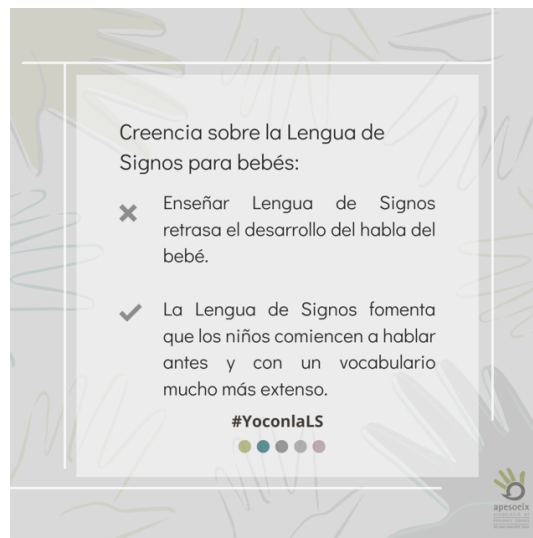 Creencia sobre la Lengua de
Signos para bebés:
Enseñar Lengua de Signos
retrasa el desarrollo del habla del
bebé.
La Lengua de Signos fomenta
que los niños comiencen a hablar
antes y con un vocabulario
mucho más extenso.
#YoconlaLS
apesoelx